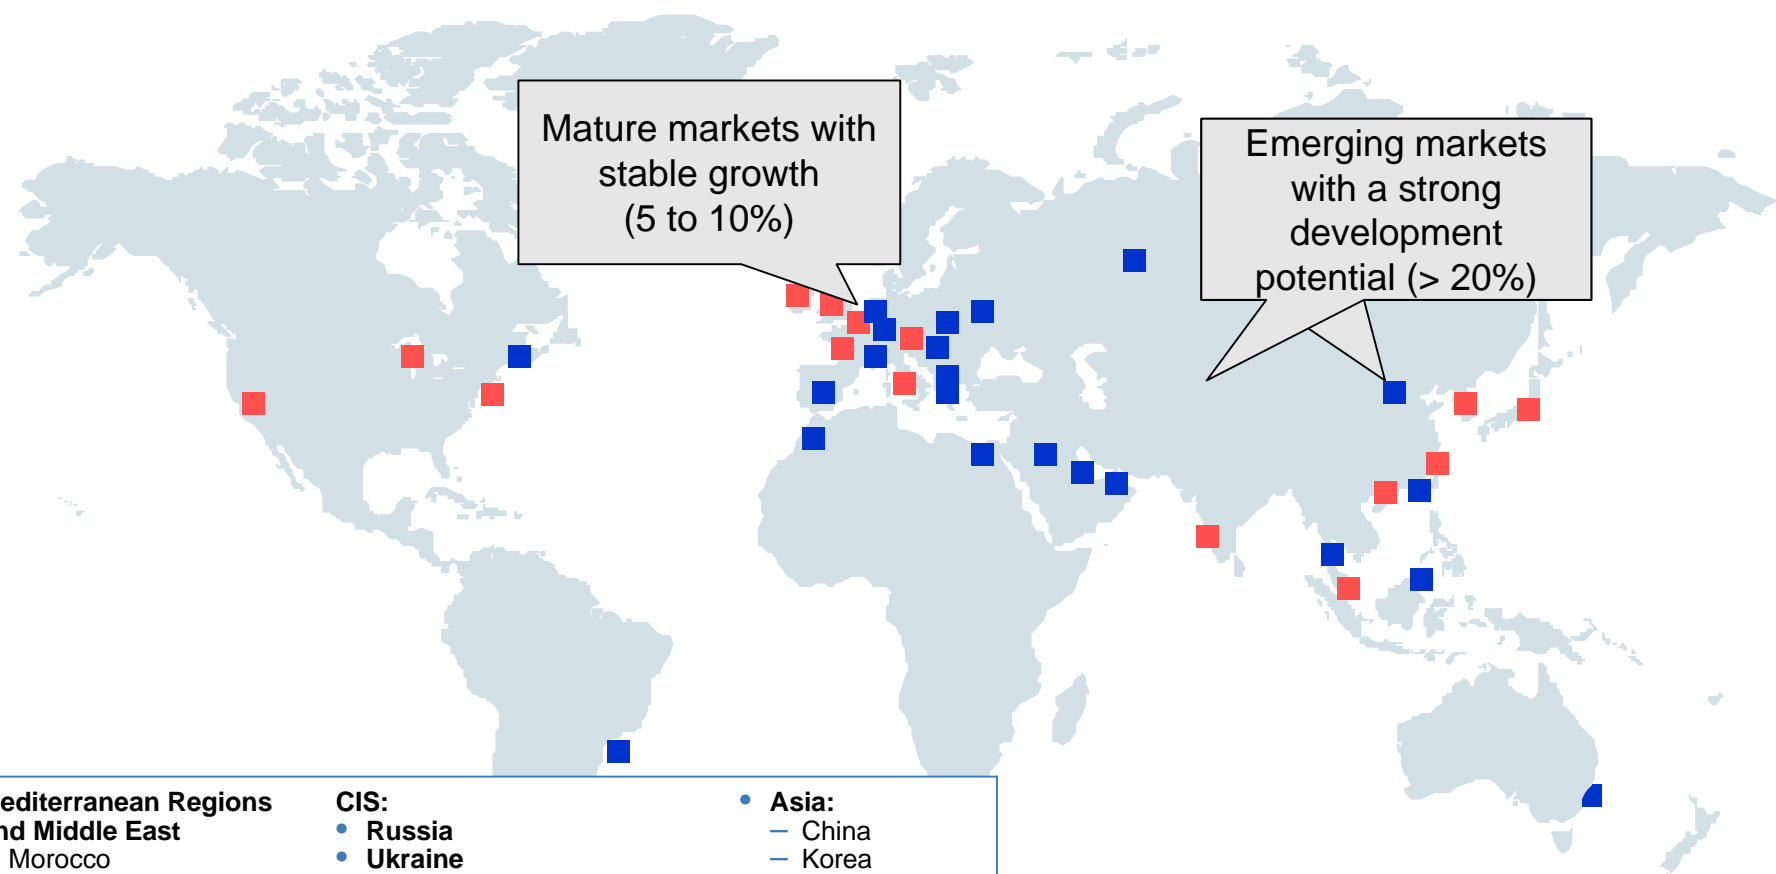 Mature markets with
stable growth
(5 to 10%)
Emerging markets
with a strong
development
potential (> 20%)
editerranean Regions
nd Middle East
Morocco
CIS:
• Russia
• Ukraine
• Asia:
– China
– Korea